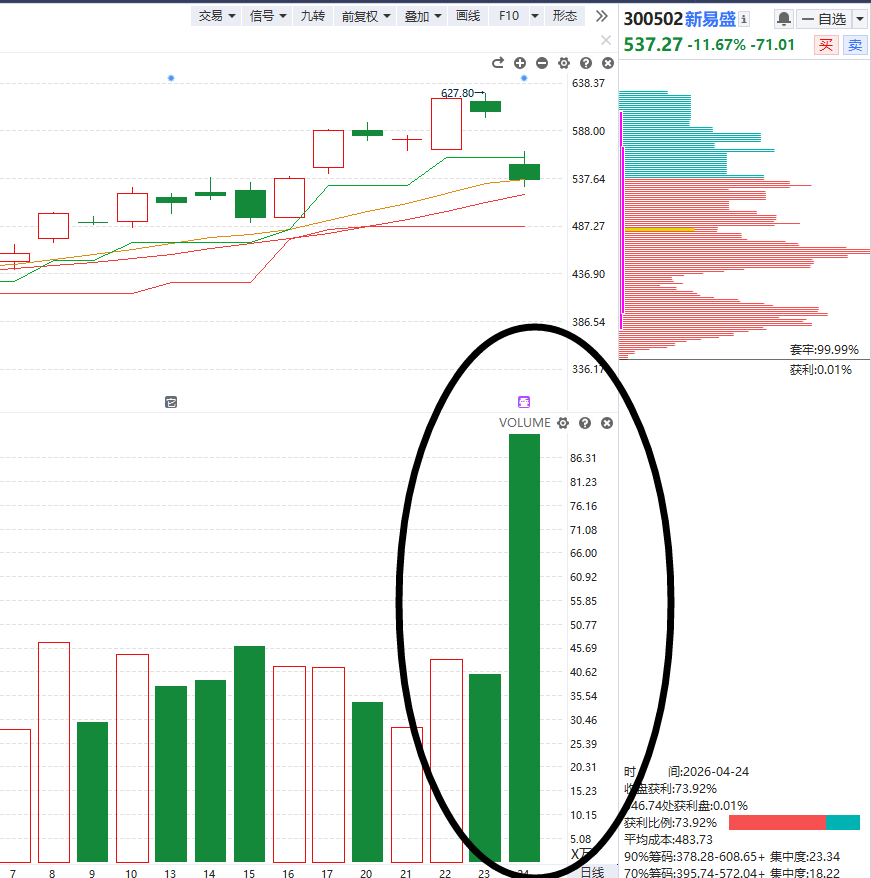 交易 信号 九转 前复权 叠加 画线 F10 形态
300502 新易盛
537.27 -11.67% -71.01
自选
买 卖
638.37
627.80
588.00
537.64
487.27
436.90
386.54
336.17
套牢:99.99%
获利:0.01%
VOLUME
86.31
81.23
76.16
71.08
66.00
60.92
55.85
50.77
45.69
40.62
35.54
30.46
25.39
20.31
15.23
10.15
5.08
X万
7 8 9 10 13 14 15 16 17 20 21 22 23 24 日线
时 间:2026-04-24
收盘获利:73.92%
46.74处获利盘:0.01%
获利比例:73.92%
平均成本:483.73
90%筹码:378.28-608.65+ 集中度:23.34
70%筹码:395.74-572.04+ 集中度:18.22